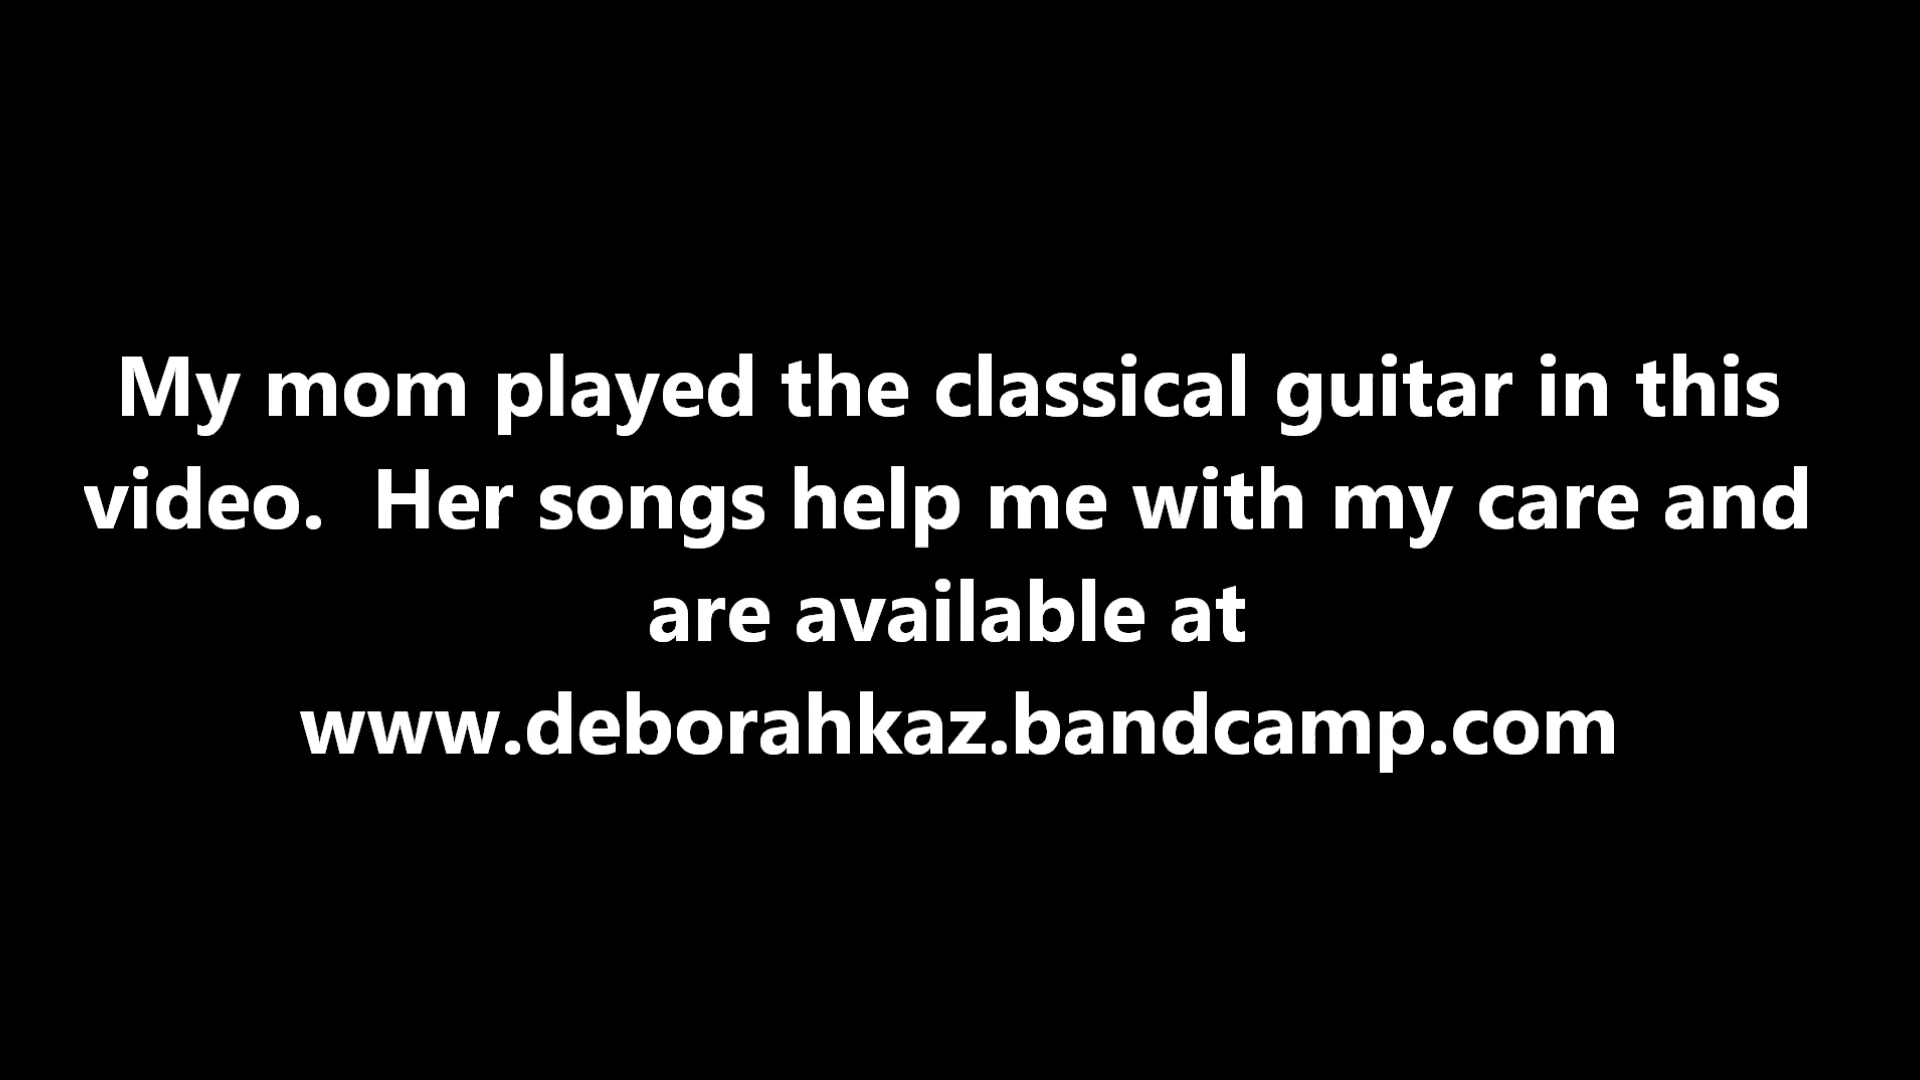 My mom played the classical guitar in this
video.  Her songs help me with my care and
are available at
www.deborahkaz.bandcamp.com